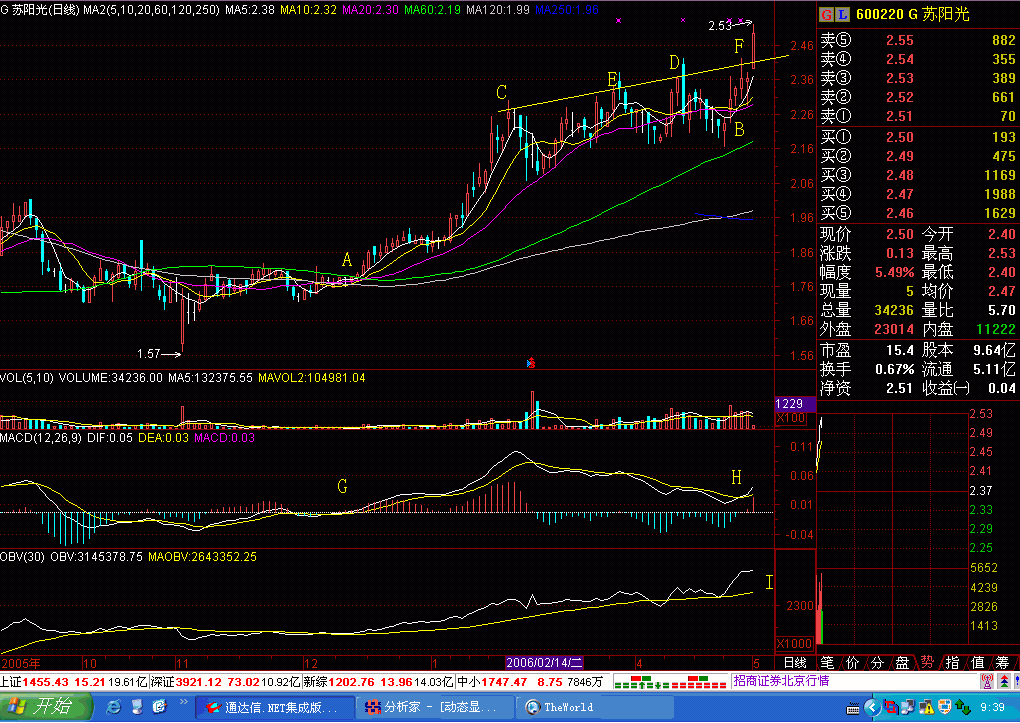 G 苏阳光(日线) MA2(5,10,20,60,120,250) MA5:2.38 MA10:2.32 MA20:2.30 MA60:2.19 MA120:1.99 MA250:1.96
2.53
2.46
2.36
2.26
2.16
2.06
1.96
1.86
1.76
1.66
1.56
C
E
D
F
B
A
1.57
VOL(5,10) VOLUME:34236.00 MA5:132375.55 MAVOL2:104981.04
1229
X100
MACD(12,26,9) DIF:0.05 DEA:0.03 MACD:0.03
0.11
0.06
0.01
-0.04
G
H
OBV(30) OBV:3145378.75 MAOBV:2643352.25
I
2300
X1000
2005年 10 11 12 1 2006/02/14/二 4 5 日线
G L 600220 G 苏阳光
卖⑤ 2.55 882
卖④ 2.54 355
卖③ 2.53 389
卖② 2.52 661
卖① 2.51 70
买① 2.50 193
买② 2.49 475
买③ 2.48 1169
买④ 2.47 1988
买⑤ 2.46 1629
现价 2.50 今开 2.40
涨跌 0.13 最高 2.53
幅度 5.49% 最低 2.40
现量 5 均价 2.47
总量 34236 量比 5.70
外盘 23014 内盘 11222
市盈 15.4 股本 9.64亿
换手 0.67% 流通 5.11亿
净资 2.51 收益㈠ 0.04
2.53
2.49
2.45
2.41
2.37
2.33
2.29
2.25
5652
4239
2826
1413
笔 价 分 盘 势 指 值 筹
上证1455.43 15.21 19.61亿 深证3921.12 73.02 10.92亿 新综1202.76 13.96 14.03亿 中小1747.47 8.75 7846万 招商证券北京行情
开始 通达信.NET集成版... 分析家 - [动态显... TheWorld 9:39